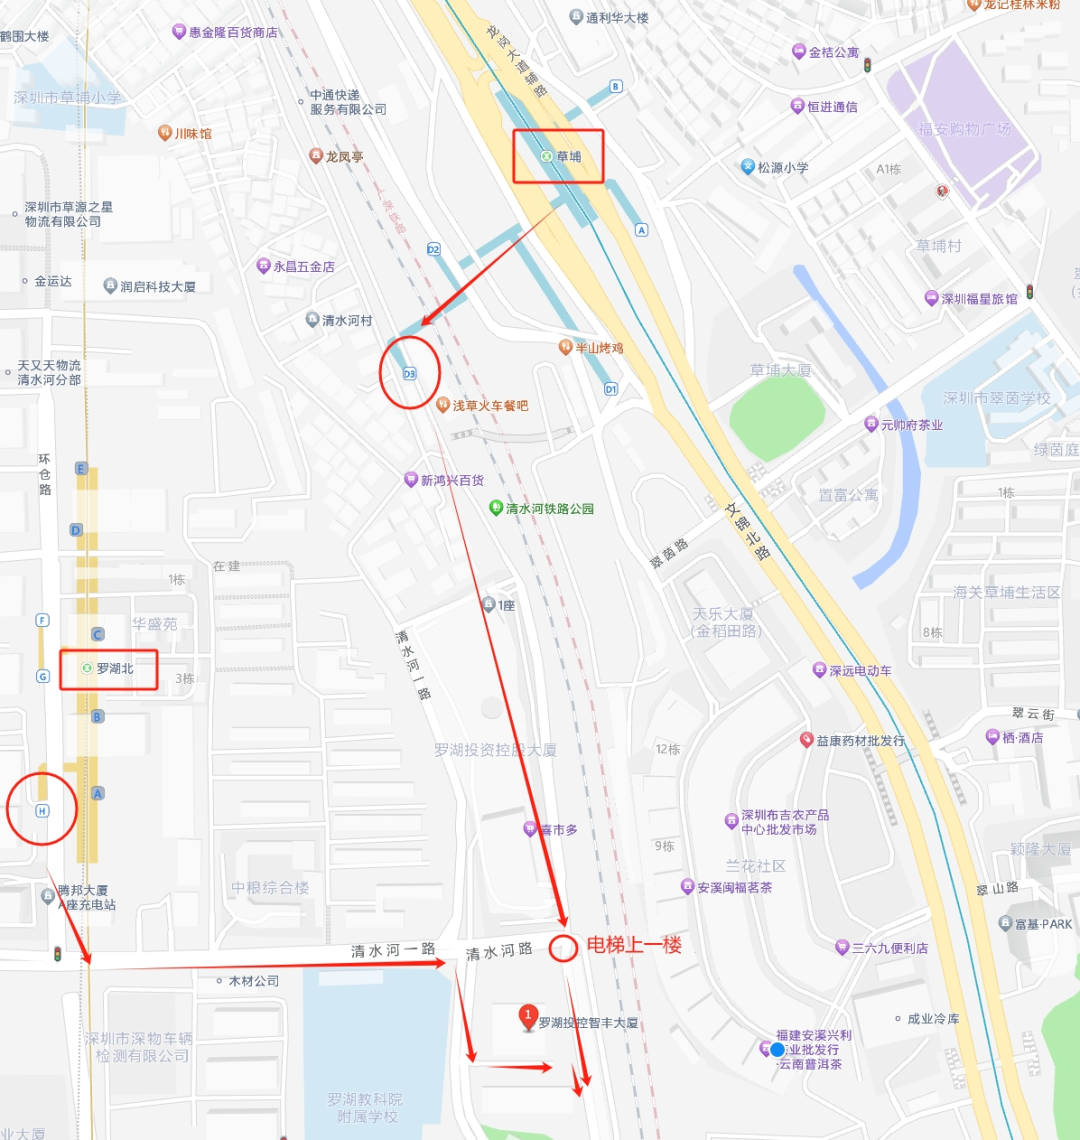 龙记桂林米粉
通利华大楼
惠金隆百货商店
鹤围大楼
龙岗大道辅路
金桔公寓
B
深圳市草埔小学
中通快递
服务有限公司
恒进通信
川味馆
福安购物广场
龙凤亭
草埔
松源小学
A1栋
广深铁路
深圳市草源之星
物流有限公司
A
D2
草埔村
永昌五金店
金运达
润启科技大厦
深圳福星旅馆
清水河村
半山烤鸡
天又天物流
清水河分部
草埔大厦
D3
D1
深圳市翠茵学校
浅草火车餐吧
元帅府茶业
绿茵庭
环仓路
E
新鸿兴百货
置富公寓
1栋
清水河铁路公园
文锦北路
D
翠茵路
在建
1栋
海关草埔生活区
1座
F
华盛苑
天乐大厦
(金稻田路)
C
8栋
清水河一路
罗湖北
G
3栋
深远电动车
B
翠云街
罗湖投资控股大厦
12栋
益康药材批发行
栖·酒店
A
H
深圳布吉农产品
中心批发市场
喜市多
9栋
颖隆大厦
兰花社区
中粮综合楼
安溪闽福茗茶
翠山路
腾邦大厦
A座充电站
富基·PARK
清水河一路
清水河路
电梯上一楼
三六九便利店
木材公司
1
罗湖投控智丰大厦
成业冷库
深圳市深物车辆
检测有限公司
福建安溪兴利
业批发行
·云南普洱茶
罗湖教科院
附属学校
业大厦